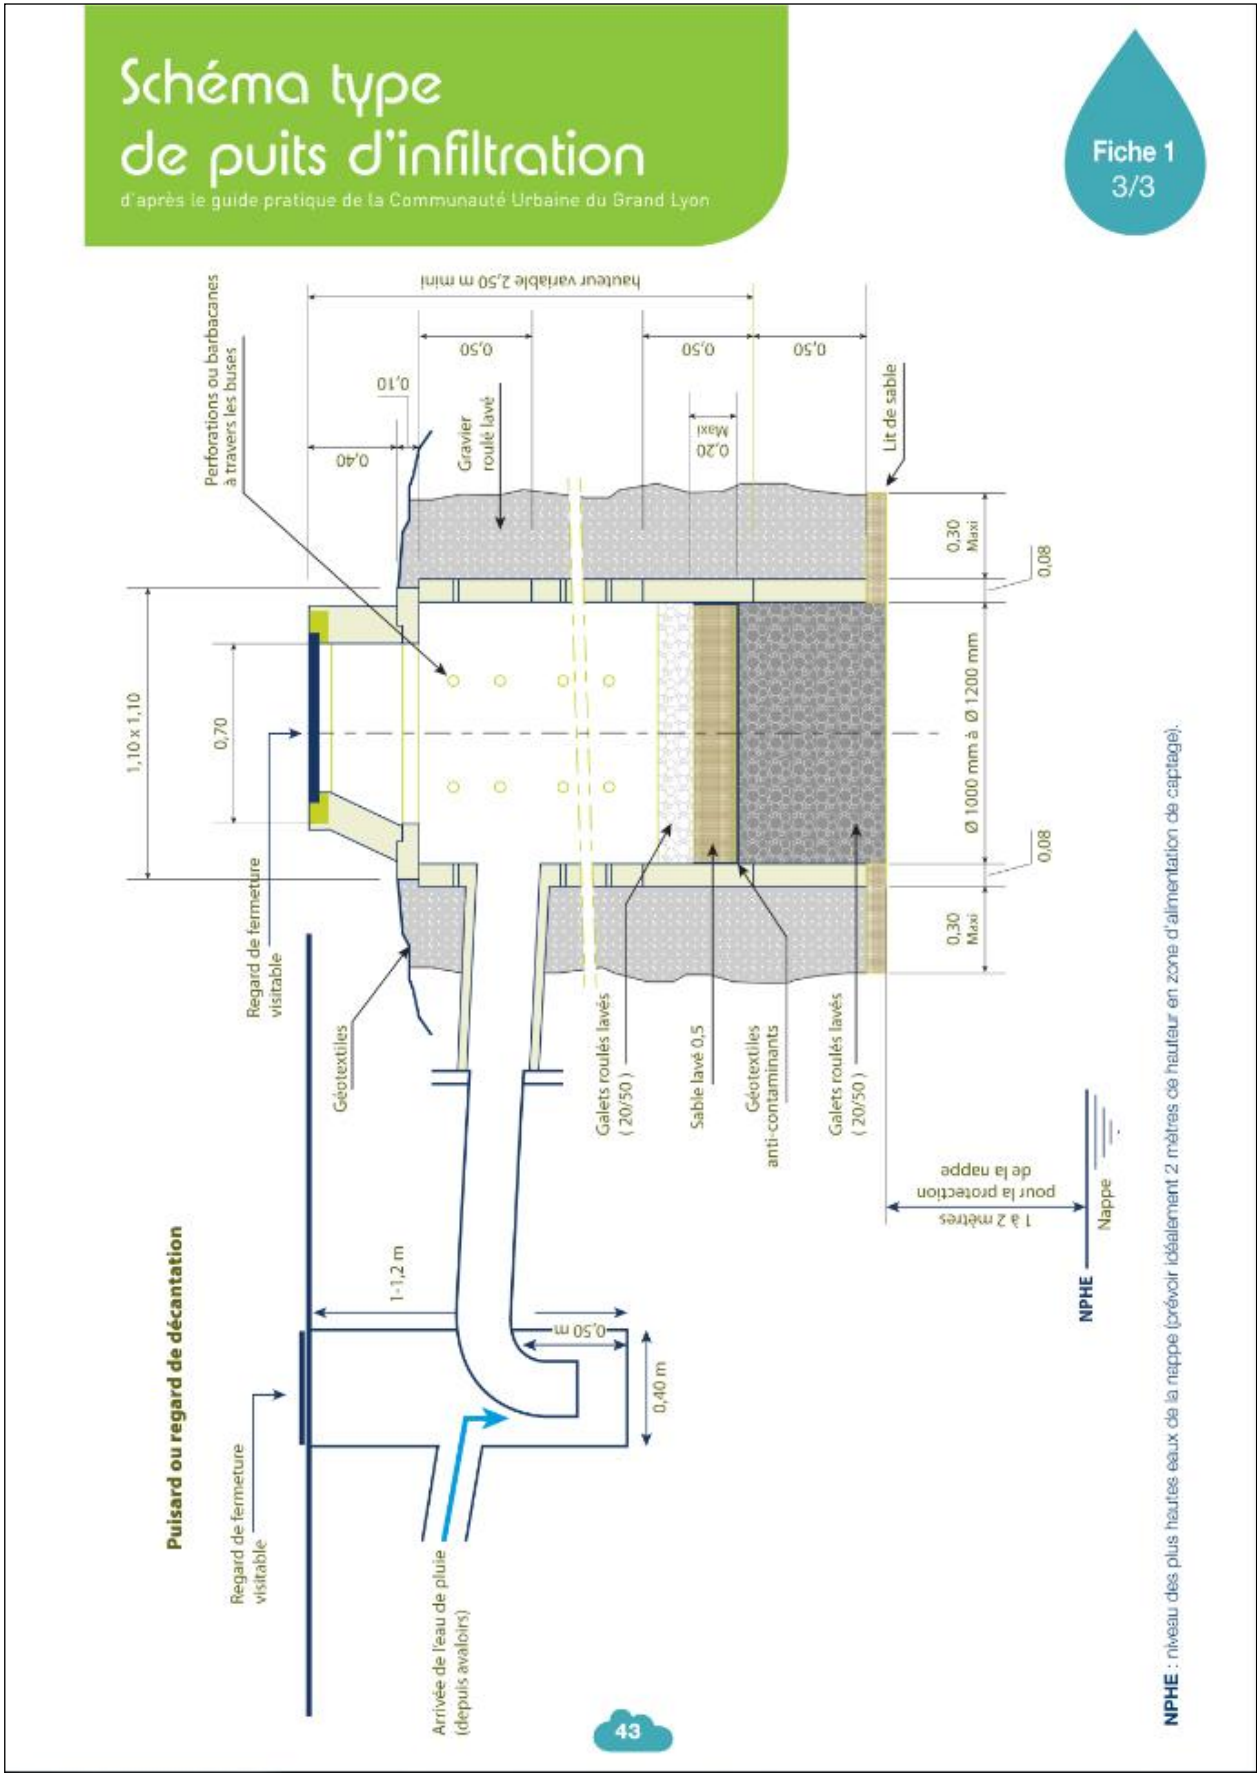 Schéma type
de puits d'infiltration
d'après le guide pratique de la Communauté Urbaine du Grand Lyon
Fiche 1
3/3
Puisard ou regard de décantation
Regard de fermeture
visitable
Arrivée de l'eau de pluie
(depuis avaloirs)
1-1,2 m
0,50 m
0,40 m
Regard de fermeture
visitable
Géotextiles
1,10 x 1,10
0,70
Perforations ou barbacanes
à travers les buses
0,40
0,10
hauteur variable 2,50 m mini
0,50
0,50
0,50
Gravier
roulé lavé
0,20
Maxi
Lit de sable
Galets roulés lavés
( 20/50 )
Sable lavé 0,5
Géotextiles
anti-contaminants
Galets roulés lavés
( 20/50 )
0,30
Maxi
0,08
Ø 1000 mm à Ø 1200 mm
0,08
0,30
Maxi
1 à 2 mètres
pour la protection
de la nappe
NPHE
Nappe
NPHE : niveau des plus hautes eaux de la nappe (prévoir idéalement 2 mètres de hauteur en zone d'alimentation de captage).
43